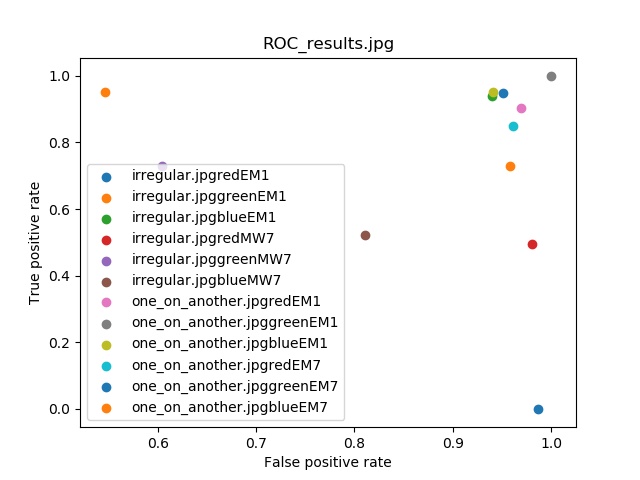 ROC_results.jpg
1.0
0.8
0.6
0.4
0.2
0.0
True positive rate
irregular.jpgredEM1
irregular.jpggreenEM1
irregular.jpgblueEM1
irregular.jpgredMW7
irregular.jpggreenMW7
irregular.jpgblueMW7
one_on_another.jpgredEM1
one_on_another.jpggreenEM1
one_on_another.jpgblueEM1
one_on_another.jpgredEM7
one_on_another.jpggreenEM7
one_on_another.jpgblueEM7
0.6 0.7 0.8 0.9 1.0
False positive rate